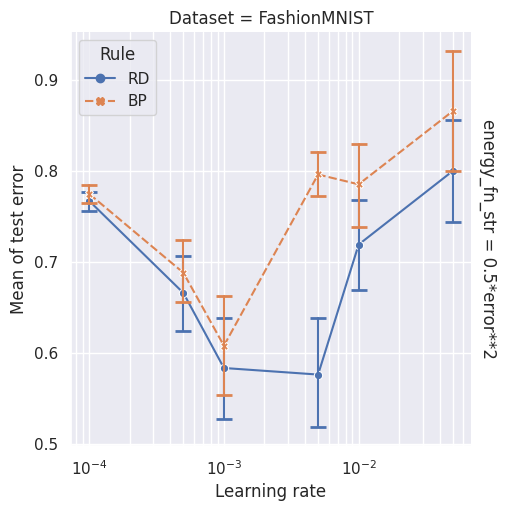 Dataset = FashionMNIST
Rule
RD
BP
0.9
0.8
0.7
0.6
0.5
Mean of test error
10⁻⁴
10⁻³
10⁻²
Learning rate
energy_fn_str = 0.5*error**2